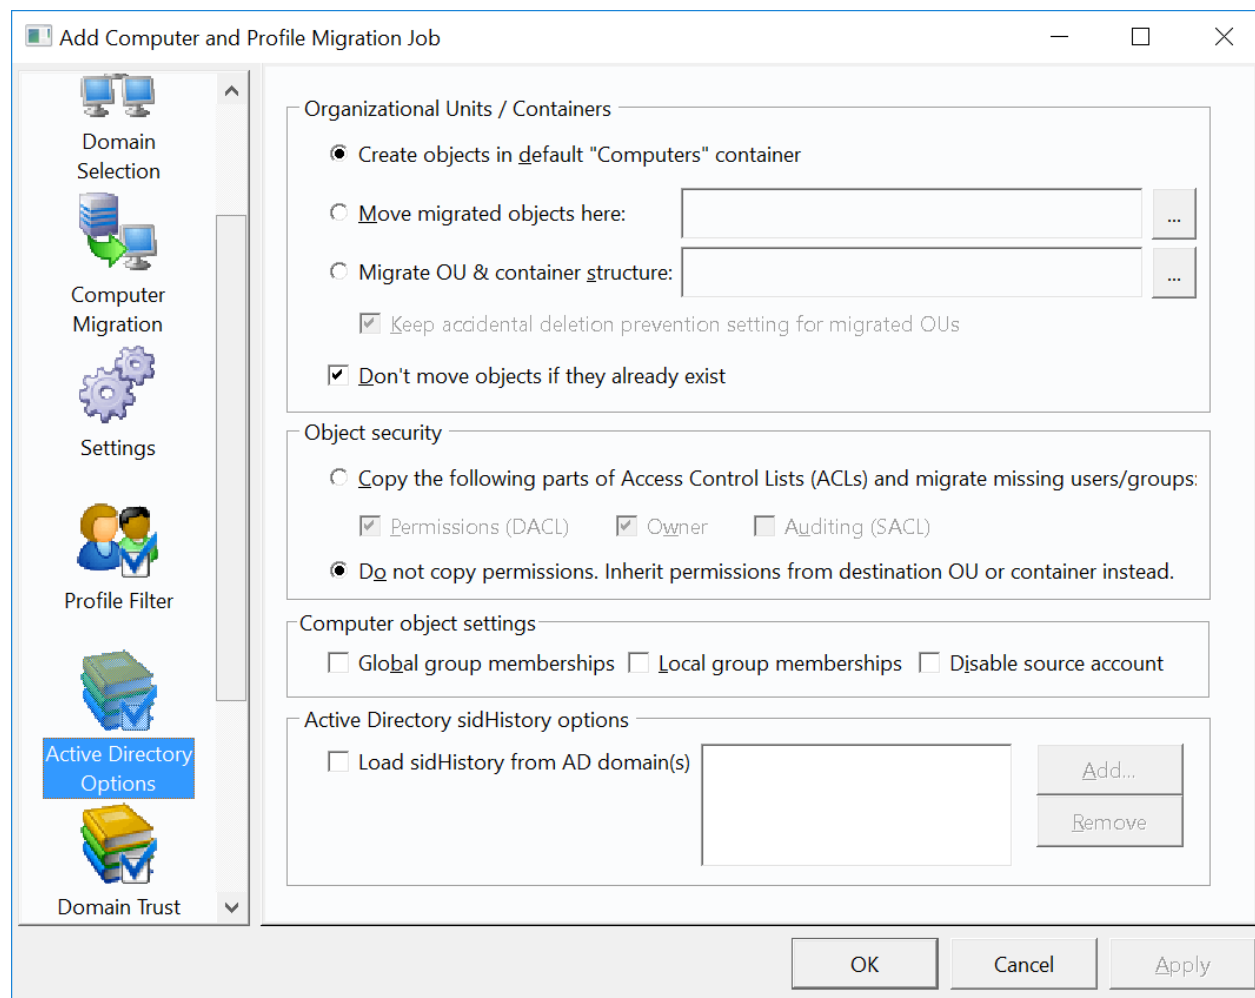 Add Computer and Profile Migration Job
Domain
Selection
Computer
Migration
Settings
Profile Filter
Active Directory
Options
Domain Trust
Organizational Units / Containers
Create objects in default "Computers" container
Move migrated objects here:
...
Migrate OU & container structure:
...
Keep accidental deletion prevention setting for migrated OUs
Don't move objects if they already exist
Object security
Copy the following parts of Access Control Lists (ACLs) and migrate missing users/groups:
Permissions (DACL) Owner Auditing (SACL)
Do not copy permissions. Inherit permissions from destination OU or container instead.
Computer object settings
Global group memberships Local group memberships Disable source account
Active Directory sidHistory options
Load sidHistory from AD domain(s)
Add...
Remove
OK Cancel Apply